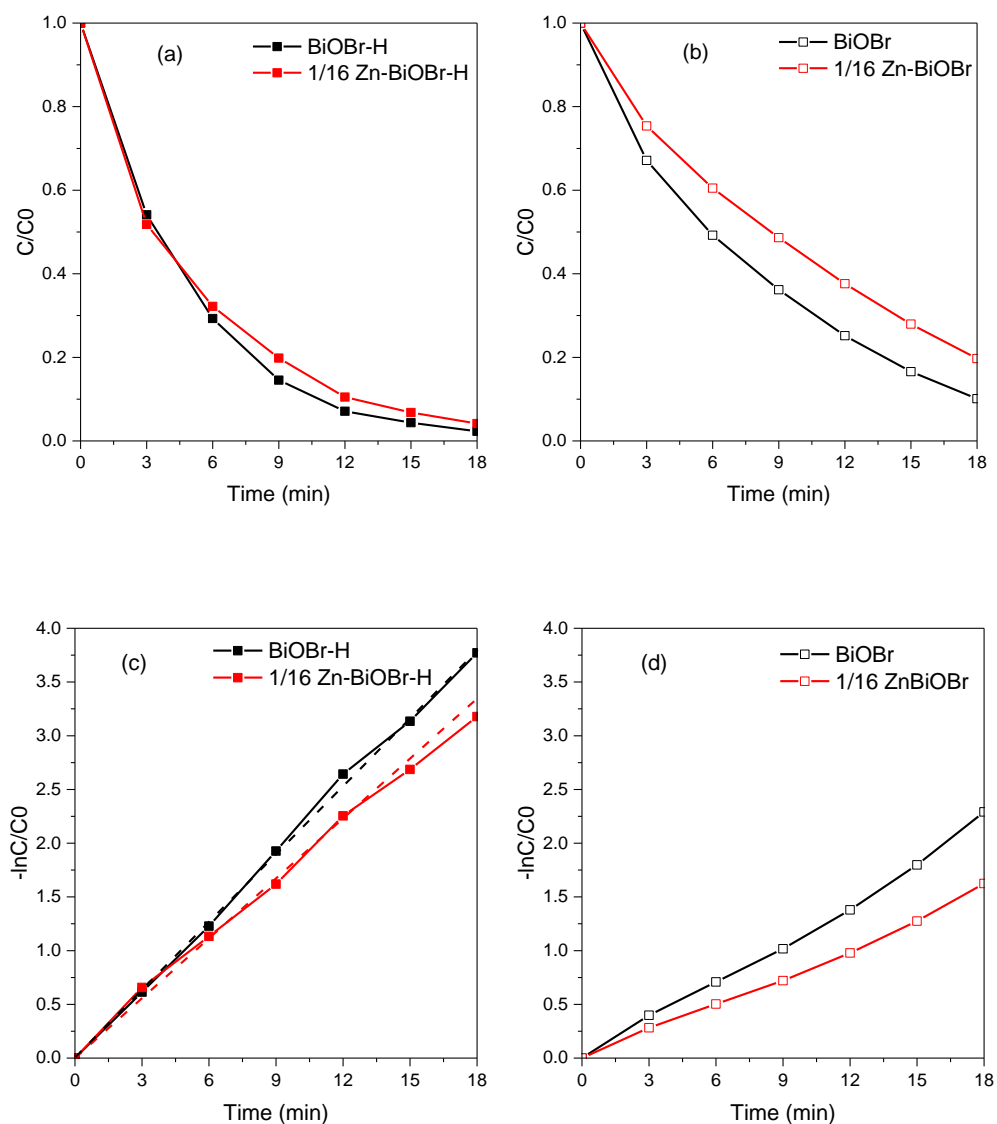 (a)
BiOBr-H
1/16 Zn-BiOBr-H
1.0
0.8
0.6
0.4
0.2
0.0
C/C0
0 3 6 9 12 15 18
Time (min)
(b)
BiOBr
1/16 Zn-BiOBr
1.0
0.8
0.6
0.4
0.2
0.0
C/C0
0 3 6 9 12 15 18
Time (min)
(c)
BiOBr-H
1/16 Zn-BiOBr-H
4.0
3.5
3.0
2.5
2.0
1.5
1.0
0.5
0.0
-lnC/C0
0 3 6 9 12 15 18
Time (min)
(d)
BiOBr
1/16 ZnBiOBr
4.0
3.5
3.0
2.5
2.0
1.5
1.0
0.5
0.0
-lnC/C0
0 3 6 9 12 15 18
Time (min)